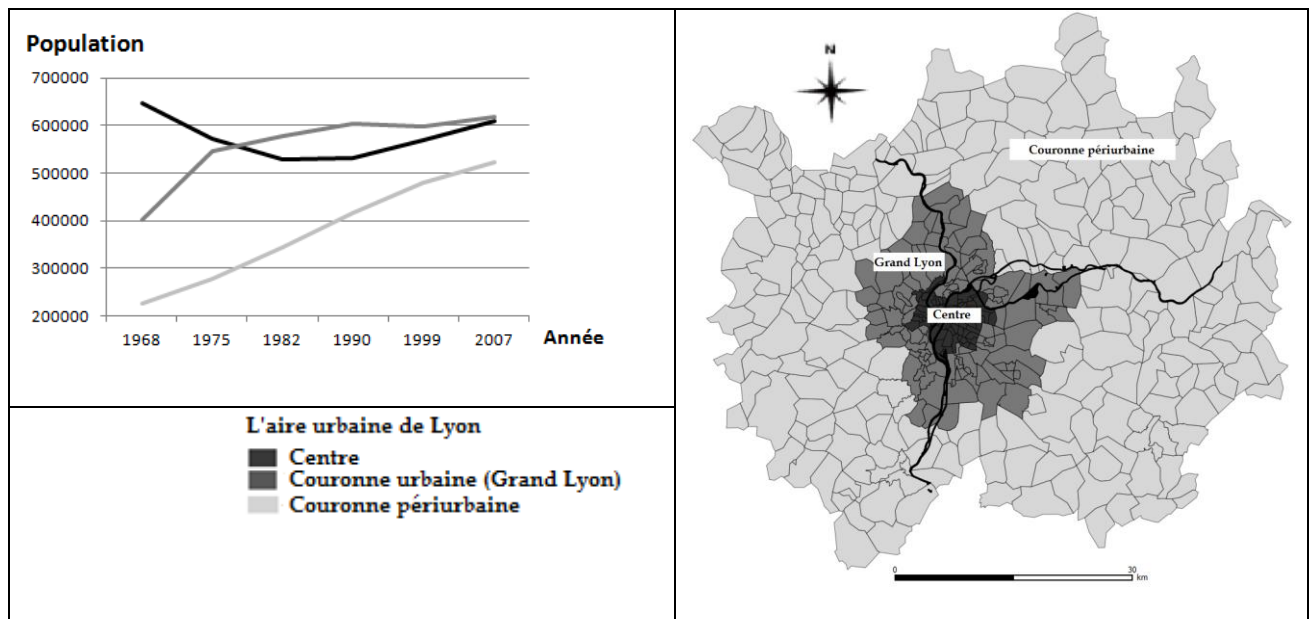 Population
700000
600000
500000
400000
300000
200000
1968 1975 1982 1990 1999 2007 Année
L'aire urbaine de Lyon
Centre
Couronne urbaine (Grand Lyon)
Couronne périurbaine
N
Couronne périurbaine
Grand Lyon
Centre
0 30
km